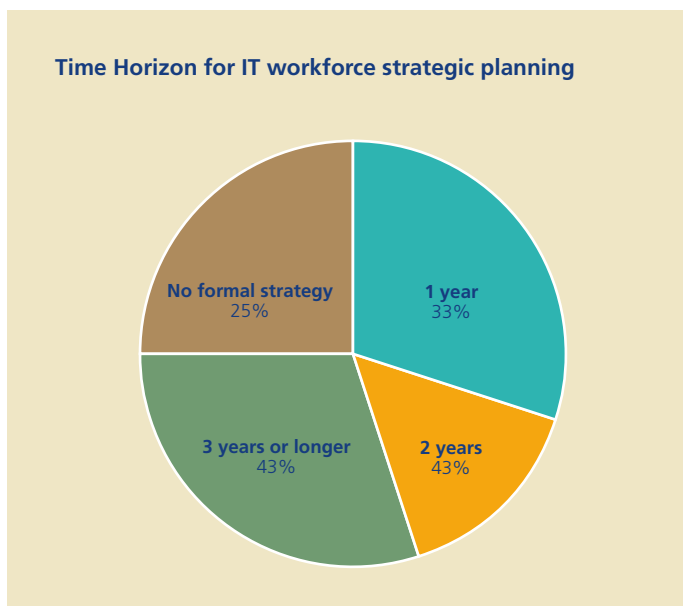 Time Horizon for IT workforce strategic planning
No formal strategy
25%
1 year
33%
3 years or longer
43%
2 years
43%